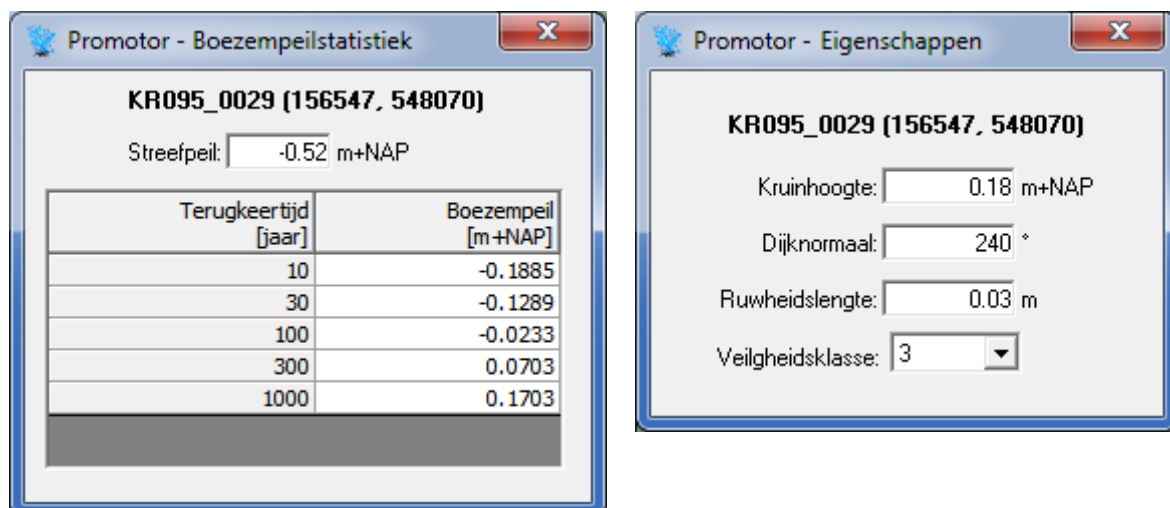 Promotor - Boezempeilstatistiek
KR095_0029 (156547, 548070)
Streefpeil: -0.52 m+NAP
Terugkeertijd Boezempeil
[jaar] [m+NAP]
10 -0.1885
30 -0.1289
100 -0.0233
300 0.0703
1000 0.1703
Promotor - Eigenschappen
KR095_0029 (156547, 548070)
Kruinhoogte: 0.18 m+NAP
Dijknormaal: 240 °
Ruwheidslengte: 0.03 m
Veilgheidsklasse: 3